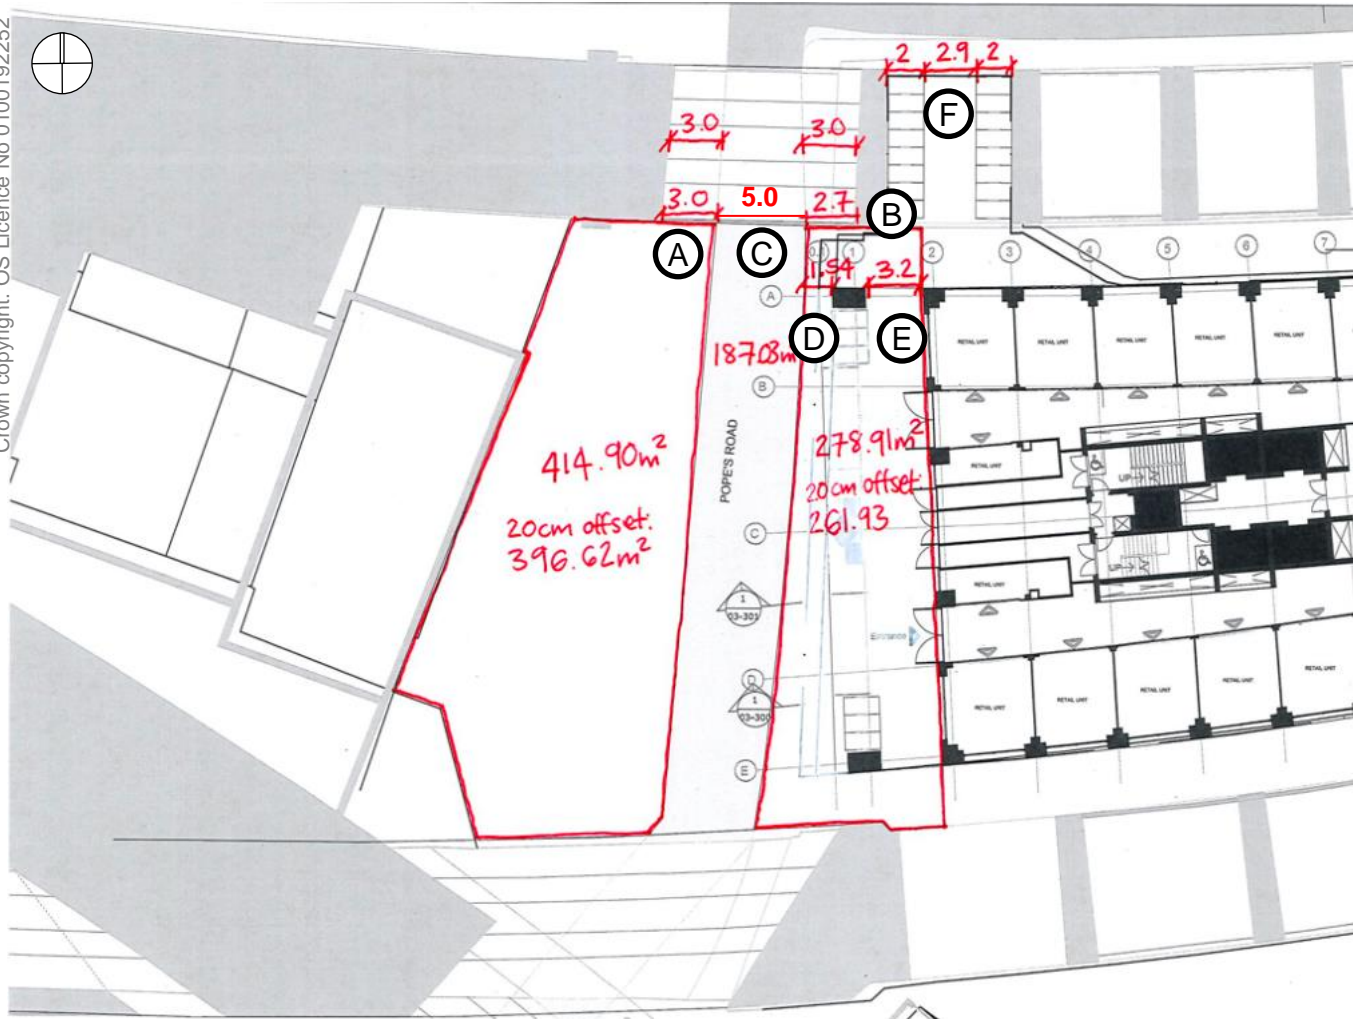 Crown copyright. OS Licence No 0100192252
2 2.9 2
F
3.0 3.0
3.0 5.0 2.7
B
A C
1 2 3 4 5 6 7
1.54 3.2
A
D E
187.08m
RETAIL UNIT RETAIL UNIT RETAIL UNIT RETAIL UNIT RETAIL UNIT
B
POPE'S ROAD
414.90m²
278.91m²
RETAIL UNIT
20cm offset:
396.62m²
20cm offset:
261.93
UP
C
UP
RETAIL UNIT
1
03-301
Entrance
D
1
03-300
RETAIL UNIT RETAIL UNIT RETAIL UNIT RETAIL UNIT RETAIL UNIT
E